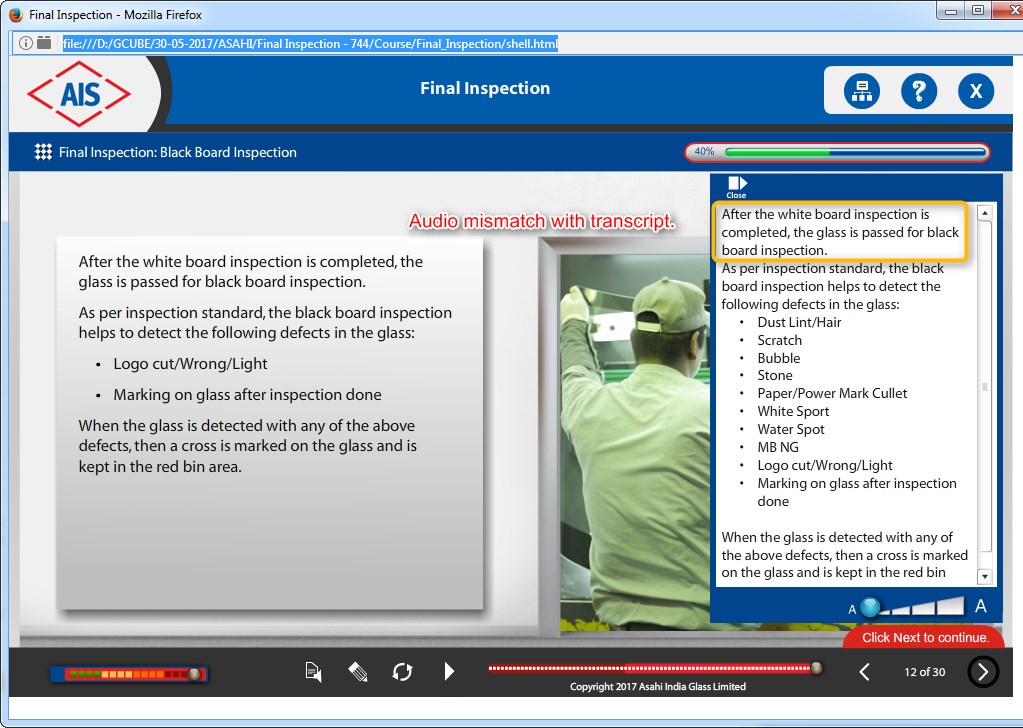 Final Inspection - Mozilla Firefox
file:///D:/GCUBE/30-05-2017/ASAHI/Final Inspection - 744/Course/Final_Inspection/shell.html
AIS
Final Inspection
?
X
Final Inspection: Black Board Inspection
40%
Audio mismatch with transcript.
After the white board inspection is completed, the
glass is passed for black board inspection.
As per inspection standard, the black board inspection
helps to detect the following defects in the glass:
• Logo cut/Wrong/Light
• Marking on glass after inspection done
When the glass is detected with any of the above
defects, then a cross is marked on the glass and is
kept in the red bin area.
Close
After the white board inspection is
completed, the glass is passed for black
board inspection.
As per inspection standard, the black
board inspection helps to detect the
following defects in the glass:
• Dust Lint/Hair
• Scratch
• Bubble
• Stone
• Paper/Power Mark Cullet
• White Sport
• Water Spot
• MB NG
• Logo cut/Wrong/Light
• Marking on glass after inspection
done
When the glass is detected with any of
the above defects, then a cross is marked
on the glass and is kept in the red bin
A A
Click Next to continue.
12 of 30
Copyright 2017 Asahi India Glass Limited